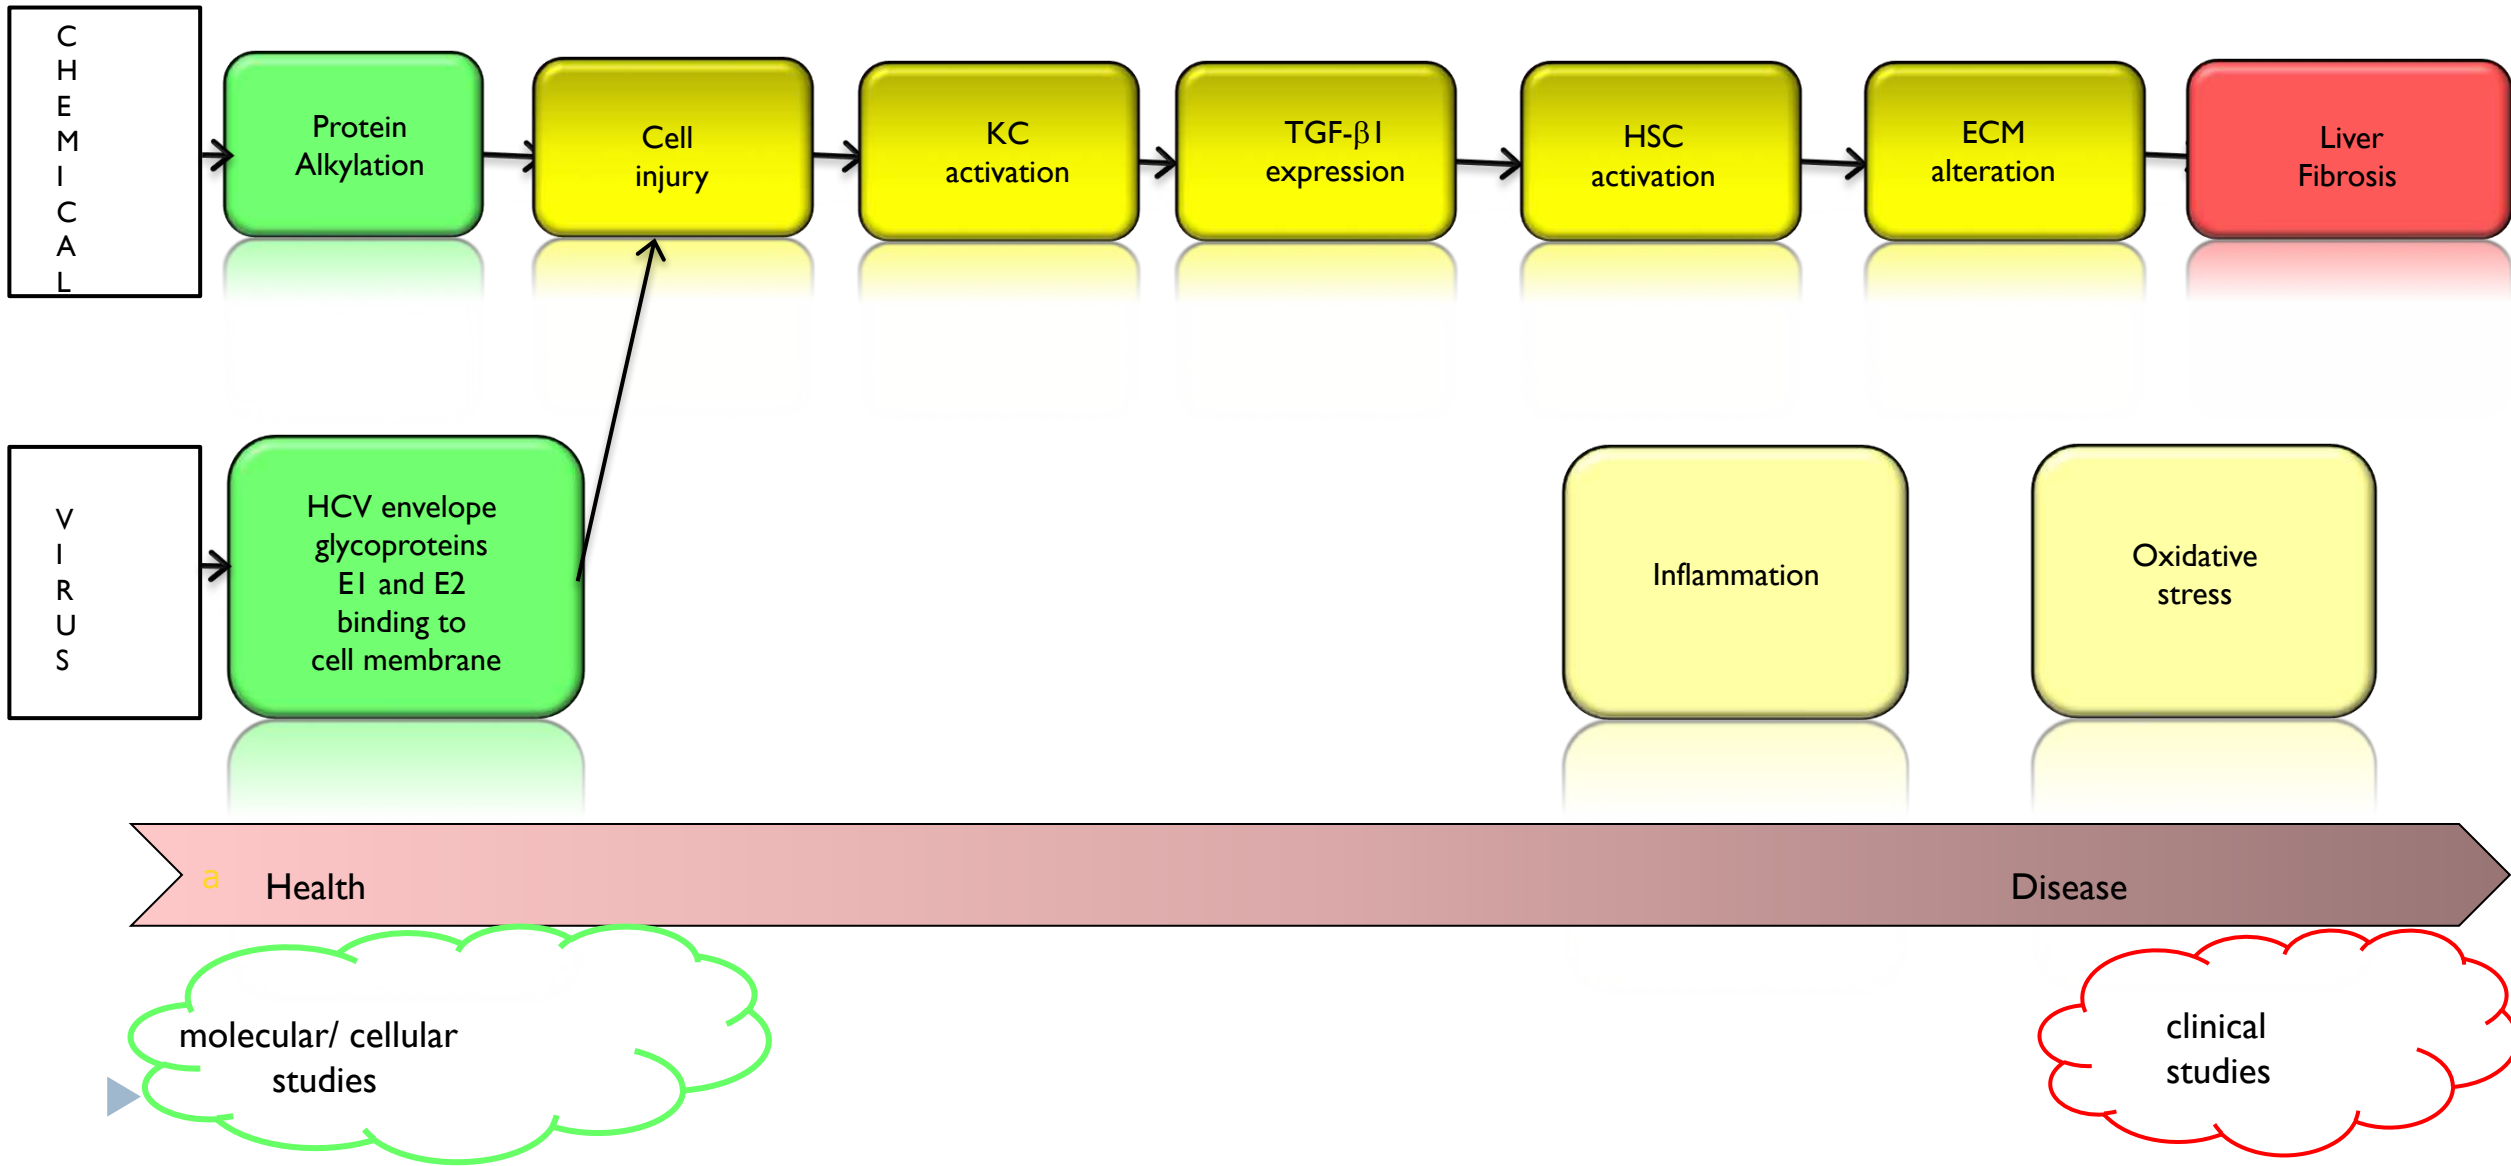 C
H
E
M
I
C
A
L
Protein
Alkylation
Cell
injury
KC
activation
TGF-β1
expression
HSC
activation
ECM
alteration
Liver
Fibrosis
V
I
R
U
S
HCV envelope
glycoproteins
E1 and E2
binding to
cell membrane
Inflammation
Oxidative
stress
a
Health
Disease
molecular/ cellular
studies
clinical
studies